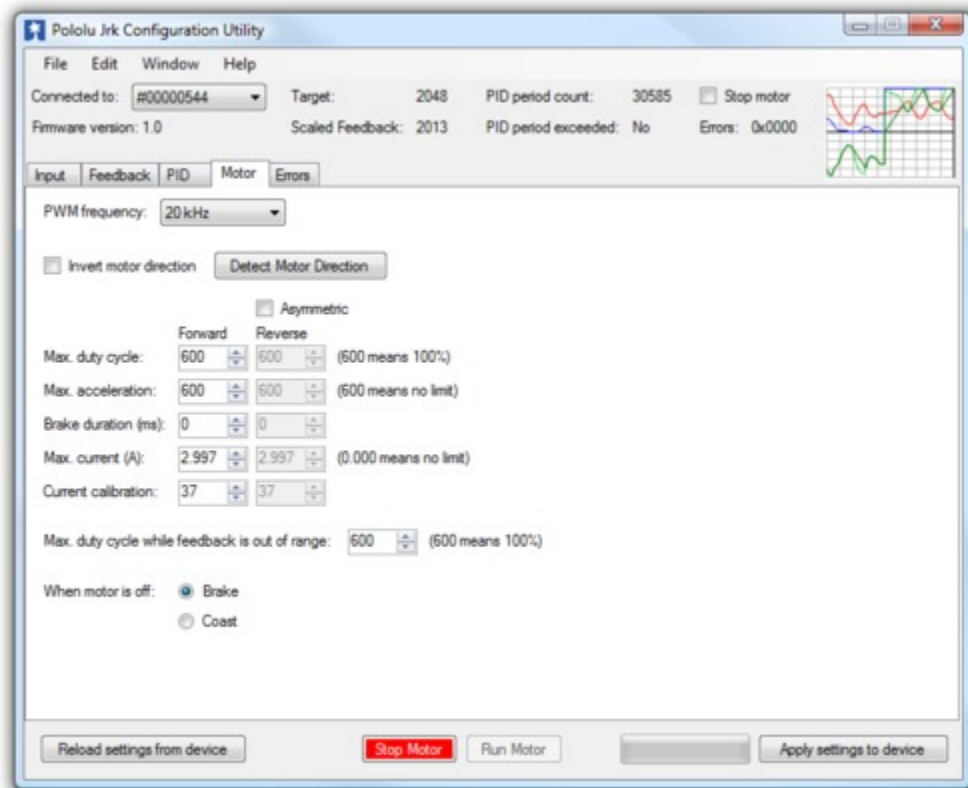 Pololu Jrk Configuration Utility
File Edit Window Help
Connected to: #00000544 Target: 2048 PID period count: 30585 Stop motor
Firmware version: 1.0 Scaled Feedback: 2013 PID period exceeded: No Errors: 0x0000
Input Feedback PID Motor Errors
PWM frequency: 20 kHz
Invert motor direction Detect Motor Direction
Asymmetric
Forward Reverse
Max. duty cycle: 600 600 (600 means 100%)
Max. acceleration: 600 600 (600 means no limit)
Brake duration (ms): 0 0
Max. current (A): 2.997 2.997 (0.000 means no limit)
Current calibration: 37 37
Max. duty cycle while feedback is out of range: 600 (600 means 100%)
When motor is off: Brake
Coast
Reload settings from device Stop Motor Run Motor Apply settings to device